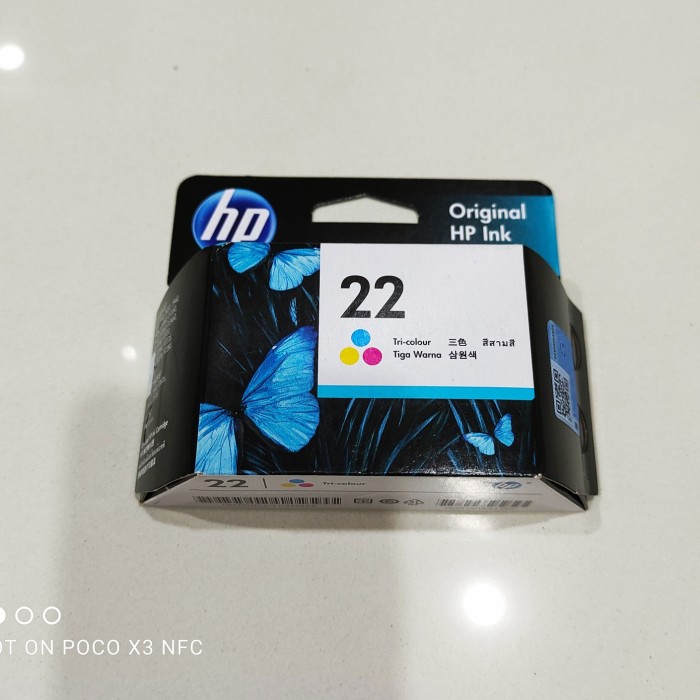 hp
Original
HP Ink
22
Tri-colour 三色 สีสามสี
Tiga Warna 삼원색
22 Tri-colour hp
OT ON POCO X3 NFC